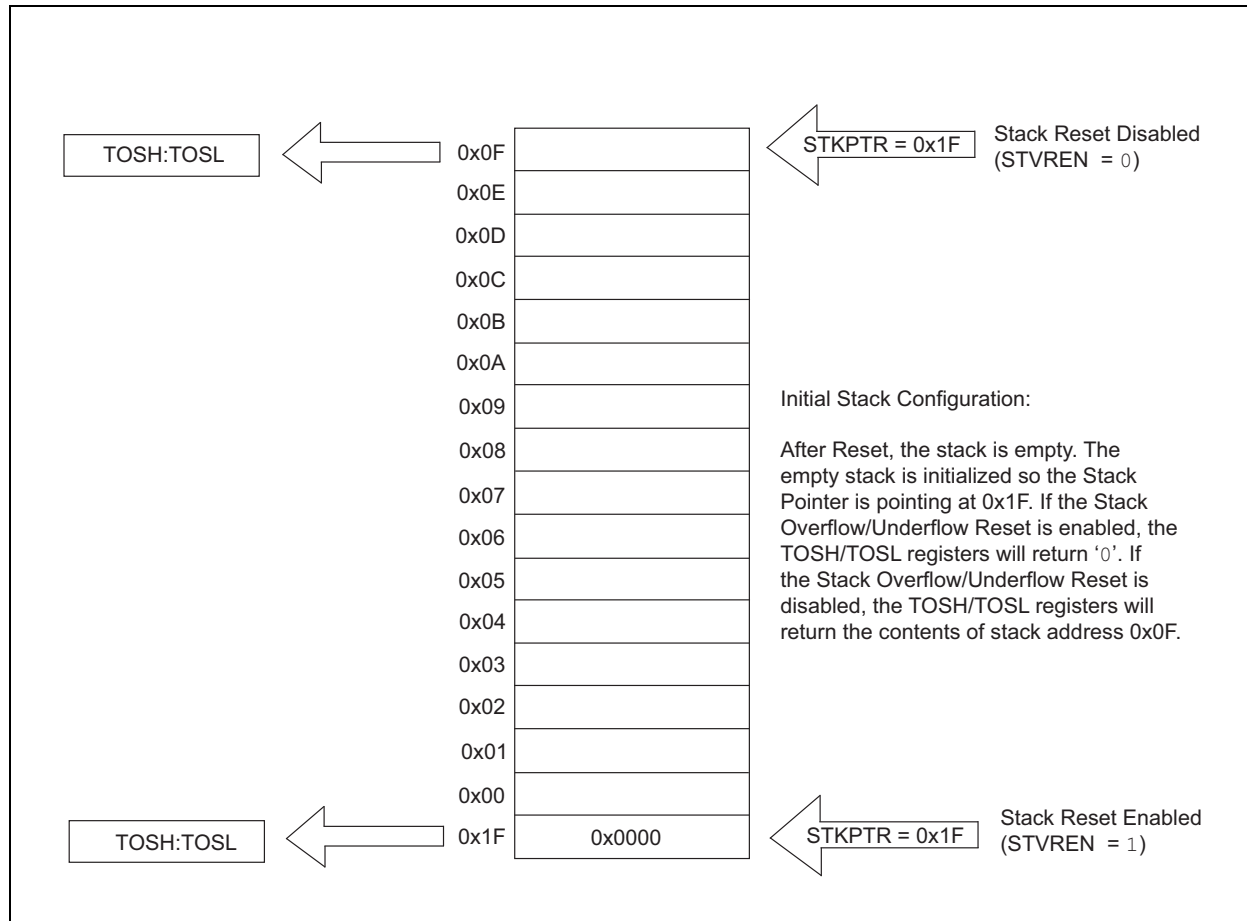 TOSH:TOSL
0x0F
STKPTR = 0x1F
Stack Reset Disabled
(STVREN = 0)
0x0E
0x0D
0x0C
0x0B
0x0A
0x09
0x08
0x07
0x06
0x05
0x04
0x03
0x02
0x01
0x00
Initial Stack Configuration:
After Reset, the stack is empty. The
empty stack is initialized so the Stack
Pointer is pointing at 0x1F. If the Stack
Overflow/Underflow Reset is enabled, the
TOSH/TOSL registers will return ‘0’. If
the Stack Overflow/Underflow Reset is
disabled, the TOSH/TOSL registers will
return the contents of stack address 0x0F.
TOSH:TOSL
0x1F
0x0000
STKPTR = 0x1F
Stack Reset Enabled
(STVREN = 1)